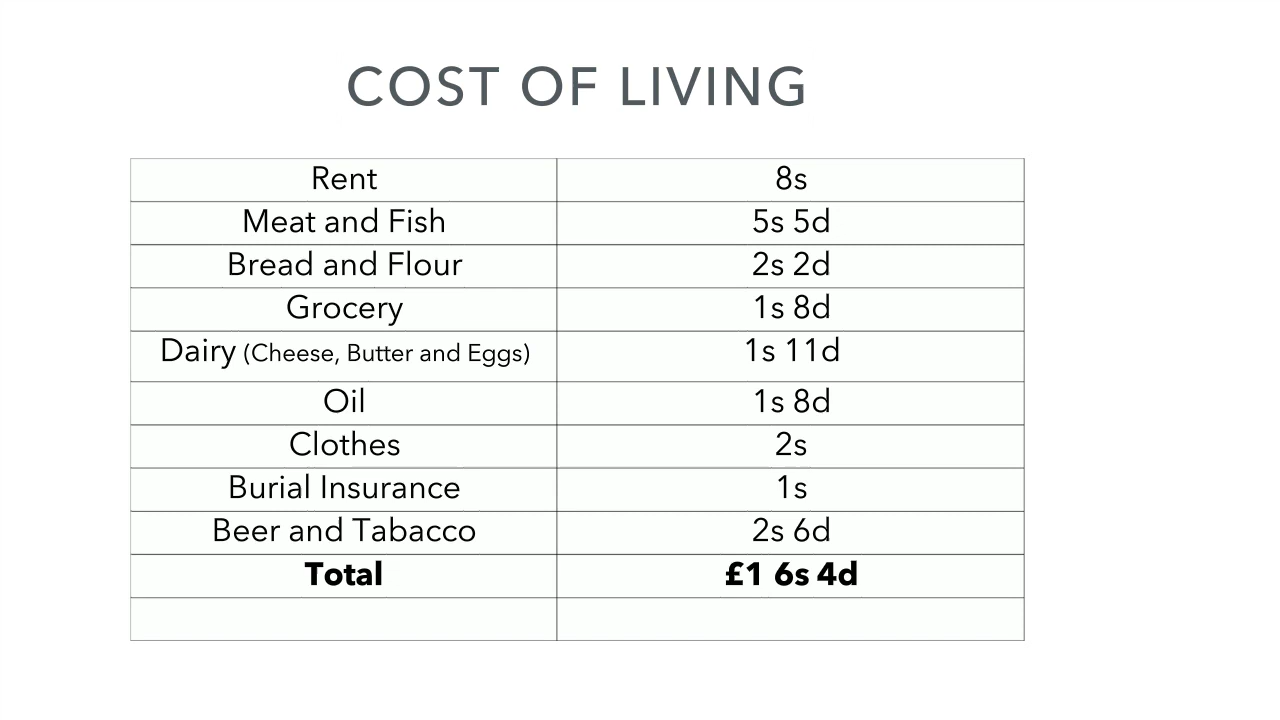 COST OF LIVING
Rent 8s
Meat and Fish 5s 5d
Bread and Flour 2s 2d
Grocery 1s 8d
Dairy (Cheese, Butter and Eggs) 1s 11d
Oil 1s 8d
Clothes 2s
Burial Insurance 1s
Beer and Tabacco 2s 6d
Total £1 6s 4d